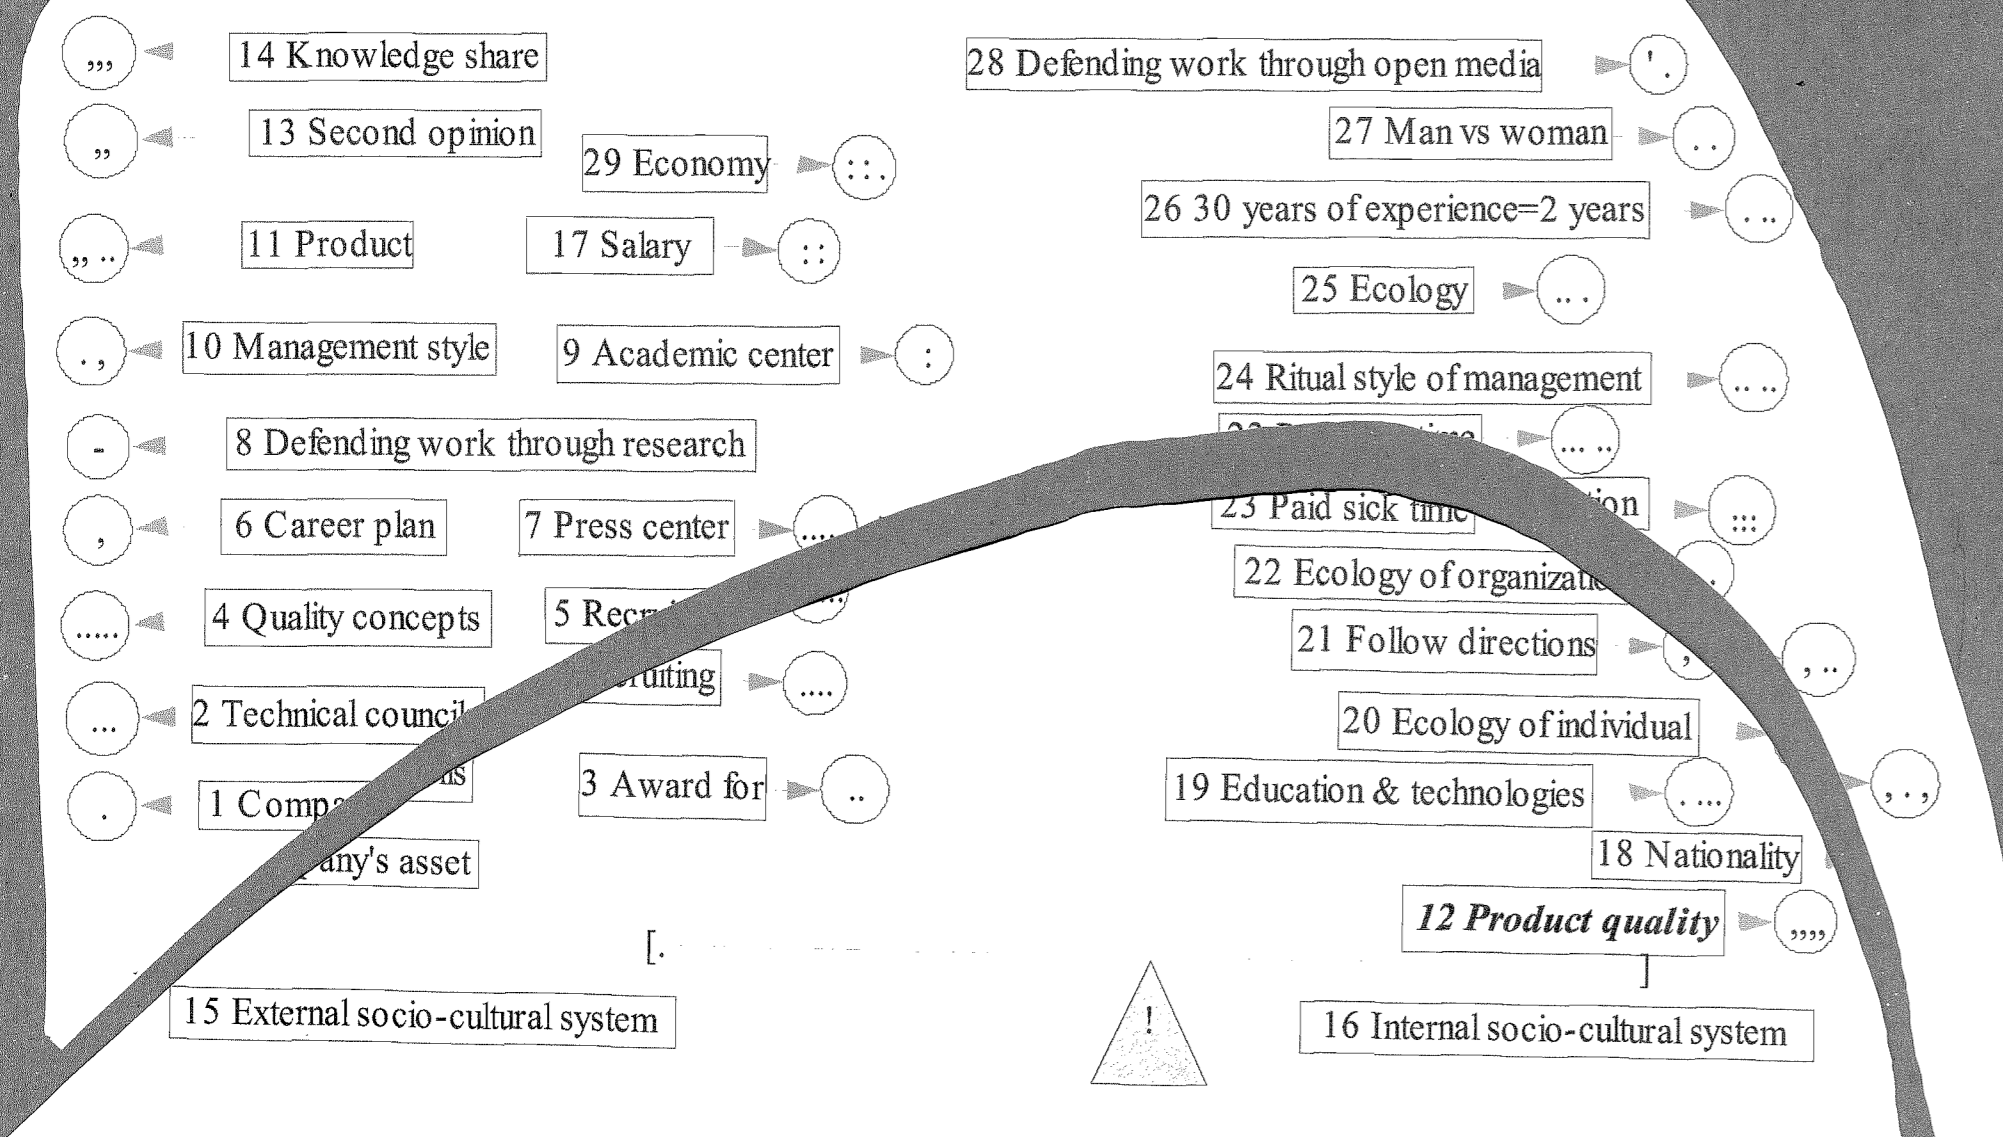 ,,,
14 Knowledge share
28 Defending work through open media
' .
,,
13 Second opinion
27 Man vs woman
. .
29 Economy
: : .
26 30 years of experience=2 years
. ..
,, ..
11 Product
17 Salary
: :
25 Ecology
.. .
. ,
10 Management style
9 Academic center
:
24 Ritual style of management
.. ..
-
8 Defending work through research
... ..
,
6 Career plan
7 Press center
.....
23 Paid sick time
:::
22 Ecology of
.....
4 Quality concepts
5
21 Follow directions
,
, ..
....
...
2 Technical council
20 Ecology of individual
1
3 Award for
..
19 Education & technologies
. ...
, . ,
.
asset
18 Nationality
12 Product quality
,,,,
[.
]
15 External socio-cultural system
!
16 Internal socio-cultural system